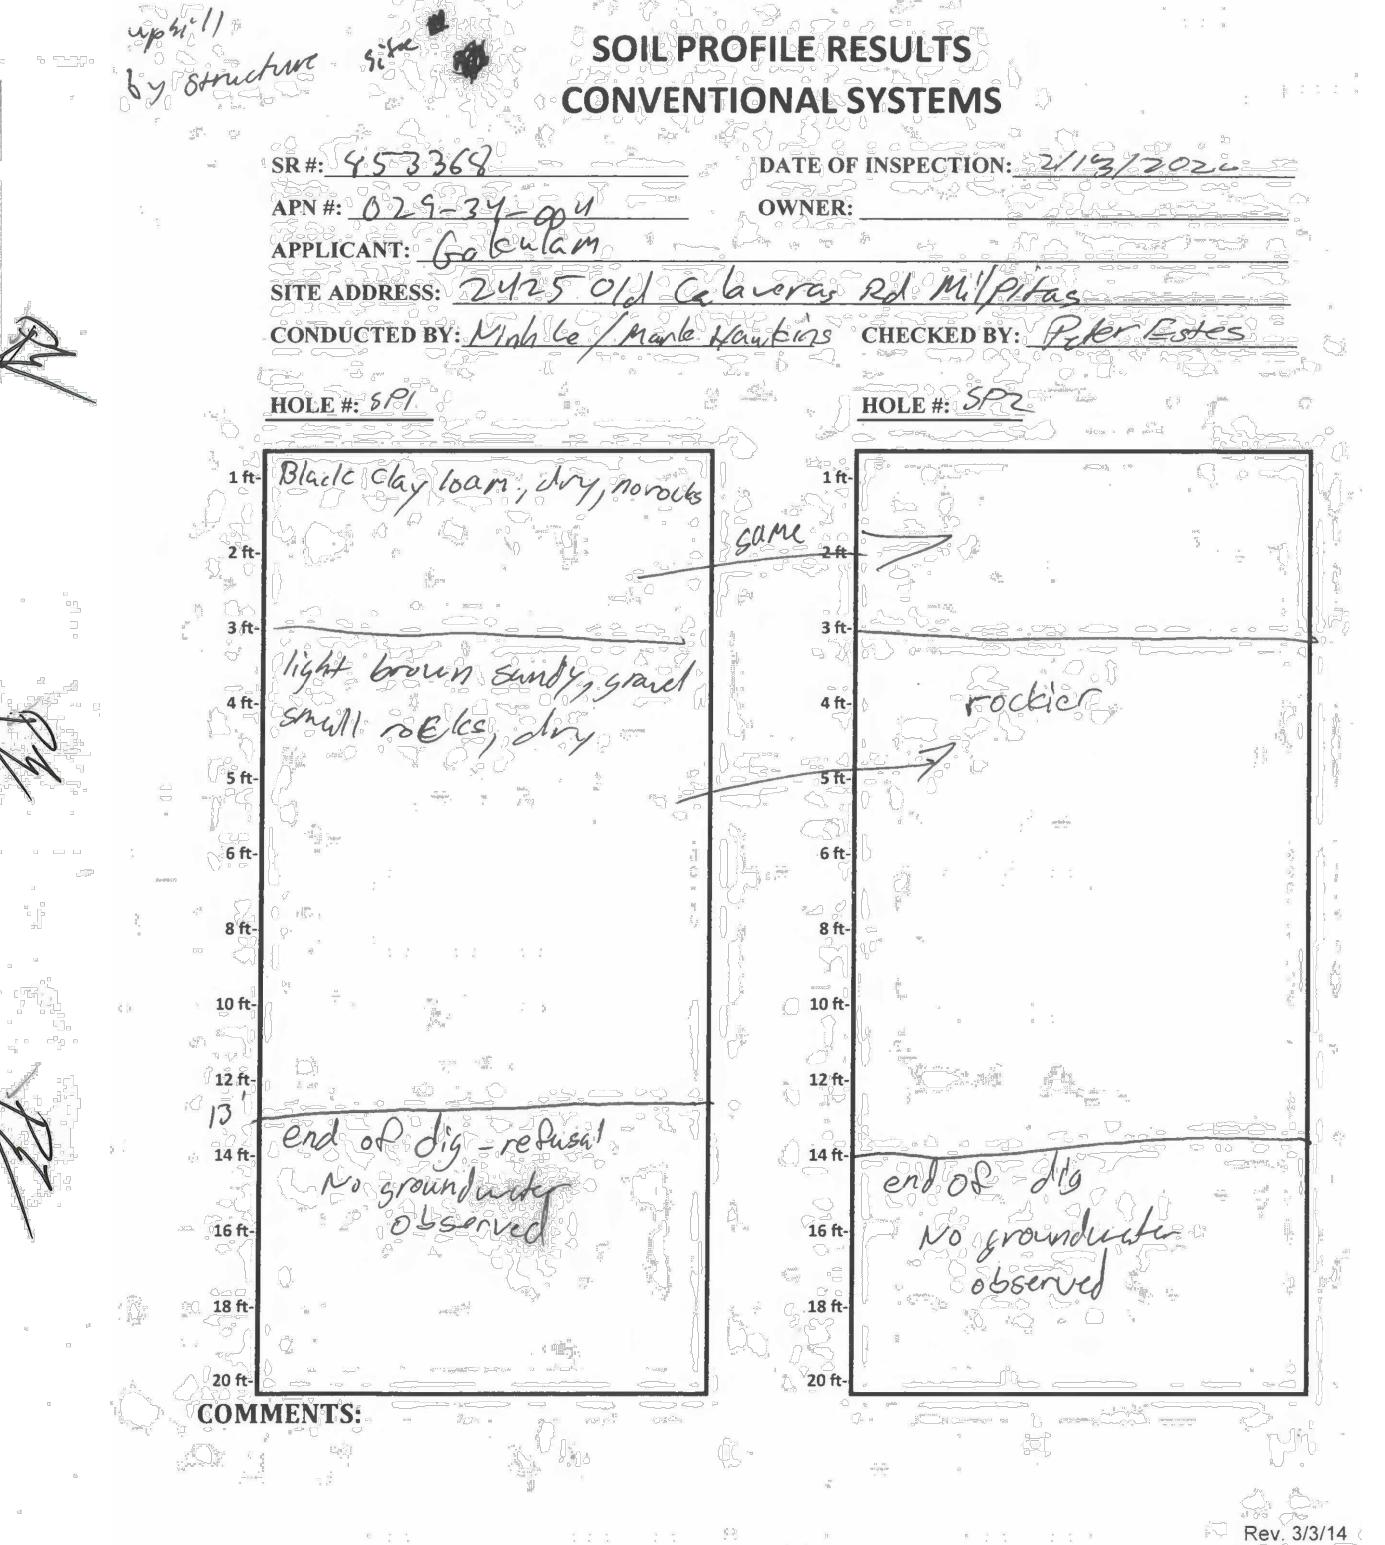 uphill
by structure site
SOIL PROFILE RESULTS
CONVENTIONAL SYSTEMS
SR #: 453368 DATE OF INSPECTION: 2/13/2020
APN #: 029-34-004 OWNER:
APPLICANT: Gokulam
SITE ADDRESS: 2425 Old Calaveras Rd. Milpitas
CONDUCTED BY: Ninh Le / Mark Hawkins CHECKED BY: Peter Estes
HOLE #: SP1 HOLE #: SP2
1 ft- Black clay loam, dry, no rocks 1 ft-
same
2 ft- 2 ft-
3 ft- 3 ft-
light brown sandy, gravel
4 ft- 4 ft- rockier
small rocks, dry
5 ft- 5 ft-
6 ft- 6 ft-
8 ft- 8 ft-
10 ft- 10 ft-
12 ft- 12 ft-
13'
end of dig - refusal
14 ft- 14 ft-
No groundwater end of dig
observed
16 ft- 16 ft- No groundwater
observed
18 ft- 18 ft-
20 ft- 20 ft-
COMMENTS:
Rev. 3/3/14